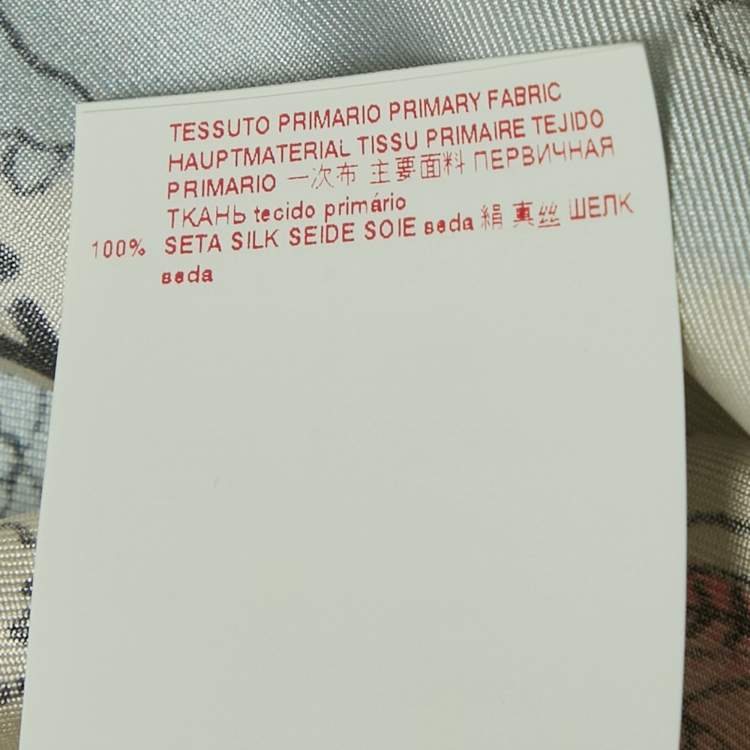 TESSUTO PRIMARIO PRIMARY FABRIC
HAUPTMATERIAL TISSU PRIMAIRE TEJIDO
PRIMARIO 一次布 主要面料 ПЕРВИЧНАЯ
ТКАНЬ tecido primário
100% SETA SILK SEIDE SOIE seda 絹 真丝 ШЕЛК
seda